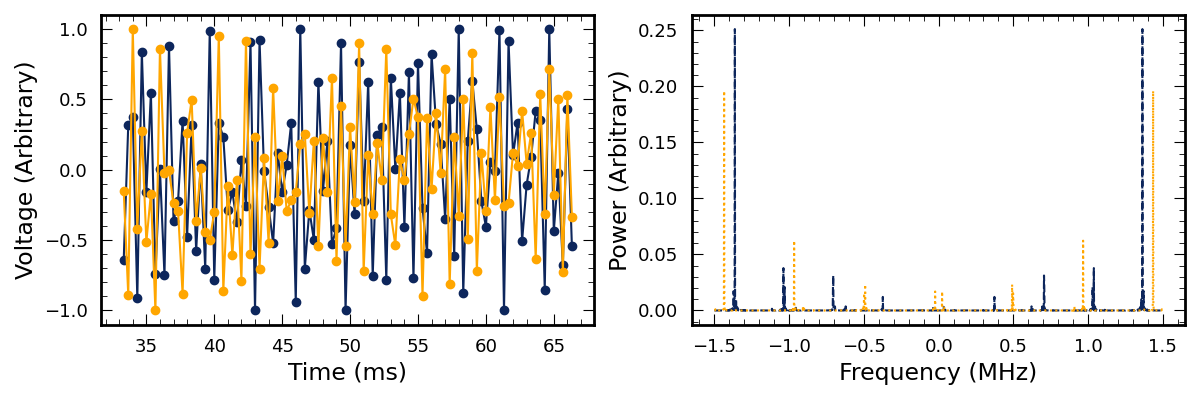 1.0
0.5
0.0
−0.5
−1.0
Voltage (Arbitrary)
35 40 45 50 55 60 65
Time (ms)
0.25
0.20
0.15
0.10
0.05
0.00
Power (Arbitrary)
−1.5 −1.0 −0.5 0.0 0.5 1.0 1.5
Frequency (MHz)